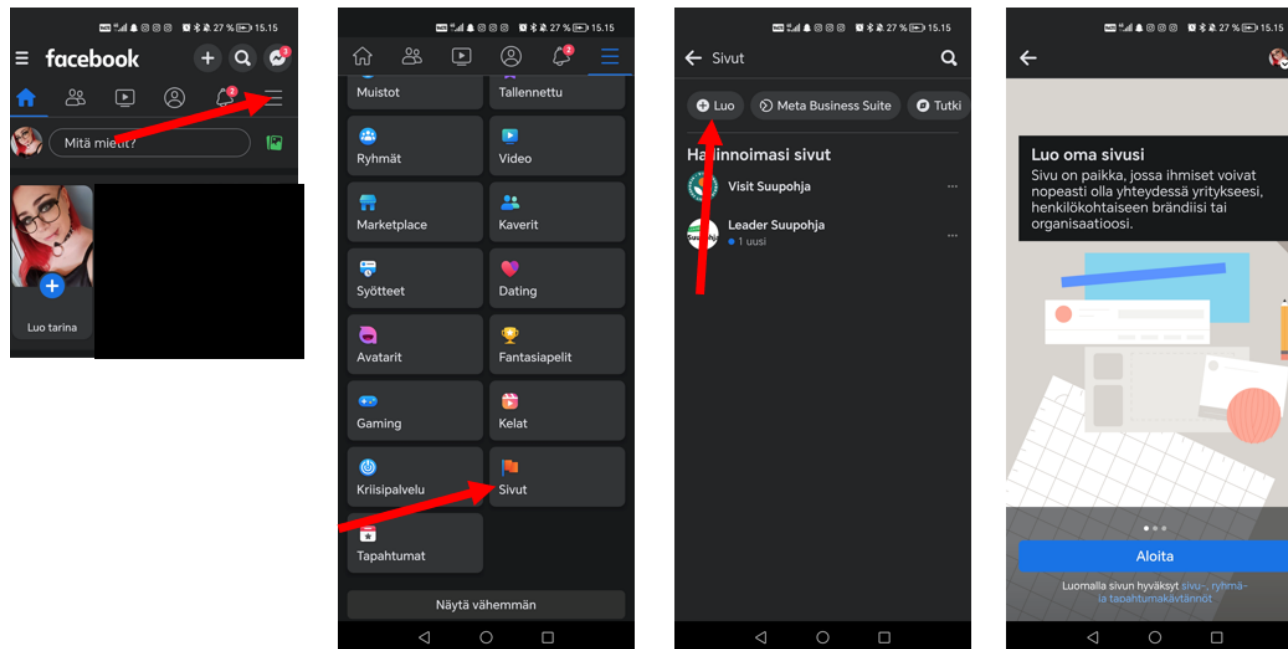 27 % 15.15
facebook
3
2
Mitä mietit?
Luo tarina
27 % 15.15
2
Muistot
Tallennettu
Ryhmät
Video
Marketplace
Kaverit
Syötteet
Dating
Avatarit
Fantasiapelit
Gaming
Kelat
Kriisipalvelu
Sivut
Tapahtumat
Näytä vähemmän
27 % 15.15
Sivut
Luo
Meta Business Suite
Tutki
Hallinnoimasi sivut
Visit Suupohja
Leader Suupohja
1 uusi
27 % 15.15
Luo oma sivusi
Sivu on paikka, jossa ihmiset voivat
nopeasti olla yhteydessä yritykseesi,
henkilökohtaiseen brändiisi tai
organisaatioosi.
Aloita
Luomalla sivun hyväksyt sivu-, ryhmä-
ja tapahtumakäytännöt